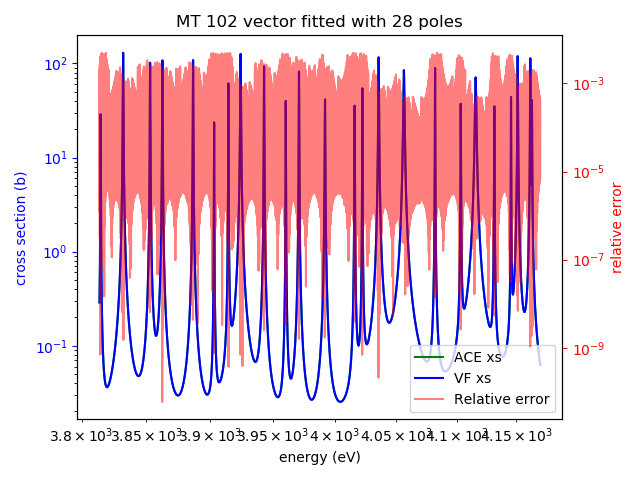 MT 102 vector fitted with 28 poles
10²
10¹
10⁰
10⁻¹
cross section (b)
10⁻³
10⁻⁵
10⁻⁷
10⁻⁹
relative error
ACE xs
VF xs
Relative error
3.8 × 10³ 3.85 × 10³ 3.9 × 10³ 3.95 × 10³ 4 × 10³ 4.05 × 10³ 4.1 × 10³ 4.15 × 10³
energy (eV)